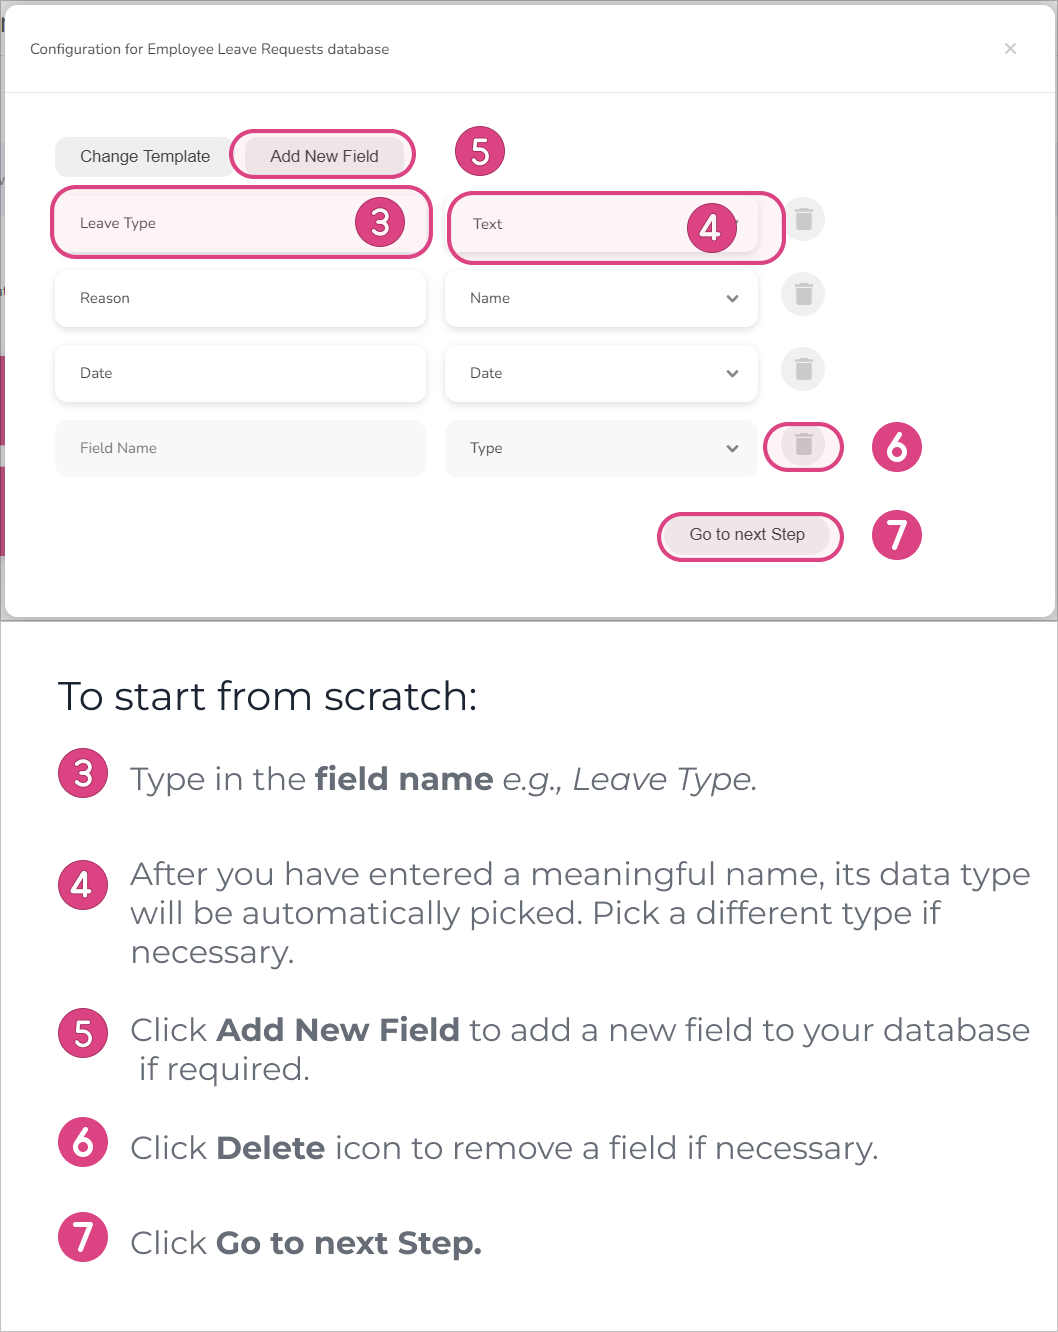 Configuration for Employee Leave Requests database
×
Change Template
Add New Field
5
Leave Type
3
Text
4
Reason
Name
Date
Date
Field Name
Type
6
Go to next Step
7
To start from scratch:
3
Type in the field name e.g., Leave Type.
4
After you have entered a meaningful name, its data type
will be automatically picked. Pick a different type if
necessary.
5
Click Add New Field to add a new field to your database
if required.
6
Click Delete icon to remove a field if necessary.
7
Click Go to next Step.